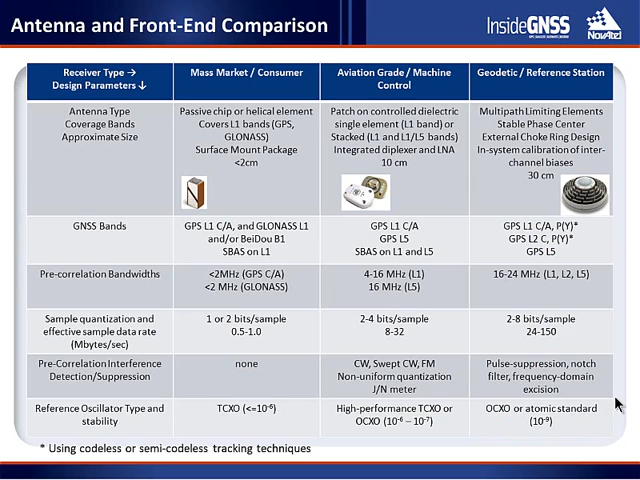 Antenna and Front-End Comparison
InsideGNSS
NovAtel
Receiver Type →
Design Parameters ↓
Mass Market / Consumer
Aviation Grade / Machine
Control
Geodetic / Reference Station
Antenna Type
Coverage Bands
Approximate Size
Passive chip or helical element
Covers L1 bands (GPS,
GLONASS)
Surface Mount Package
<2cm
Patch on controlled dielectric
single element (L1 band) or
Stacked (L1 and L1/L5 bands)
Integrated diplexer and LNA
10 cm
Multipath Limiting Elements
Stable Phase Center
External Choke Ring Design
In-system calibration of inter-
channel biases
30 cm
GNSS Bands
GPS L1 C/A, and GLONASS L1
and/or BeiDou B1
SBAS on L1
GPS L1 C/A
GPS L5
SBAS on L1 and L5
GPS L1 C/A, P(Y)*
GPS L2 C, P(Y)*
GPS L5
Pre-correlation Bandwidths
<2MHz (GPS C/A)
<2 MHz (GLONASS)
4-16 MHz (L1)
16 MHz (L5)
16-24 MHz (L1, L2, L5)
Sample quantization and
effective sample data rate
(Mbytes/sec)
1 or 2 bits/sample
0.5-1.0
2-4 bits/sample
8-32
2-8 bits/sample
24-150
Pre-Correlation Interference
Detection/Suppression
none
CW, Swept CW, FM
Non-uniform quantization
J/N meter
Pulse-suppression, notch
filter, frequency-domain
excision
Reference Oscillator Type and
stability
TCXO (<=10⁻⁶)
High-performance TCXO or
OCXO (10⁻⁶ – 10⁻⁷)
OCXO or atomic standard
(10⁻⁹)
* Using codeless or semi-codeless tracking techniques